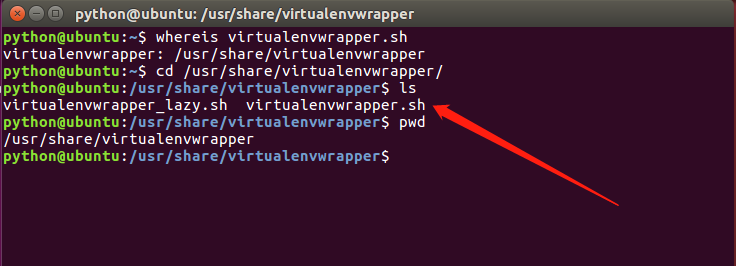 python@ubuntu: /usr/share/virtualenvwrapper
python@ubuntu:~$ whereis virtualenvwrapper.sh
virtualenvwrapper: /usr/share/virtualenvwrapper
python@ubuntu:~$ cd /usr/share/virtualenvwrapper/
python@ubuntu:/usr/share/virtualenvwrapper$ ls
virtualenvwrapper_lazy.sh  virtualenvwrapper.sh
python@ubuntu:/usr/share/virtualenvwrapper$ pwd
/usr/share/virtualenvwrapper
python@ubuntu:/usr/share/virtualenvwrapper$